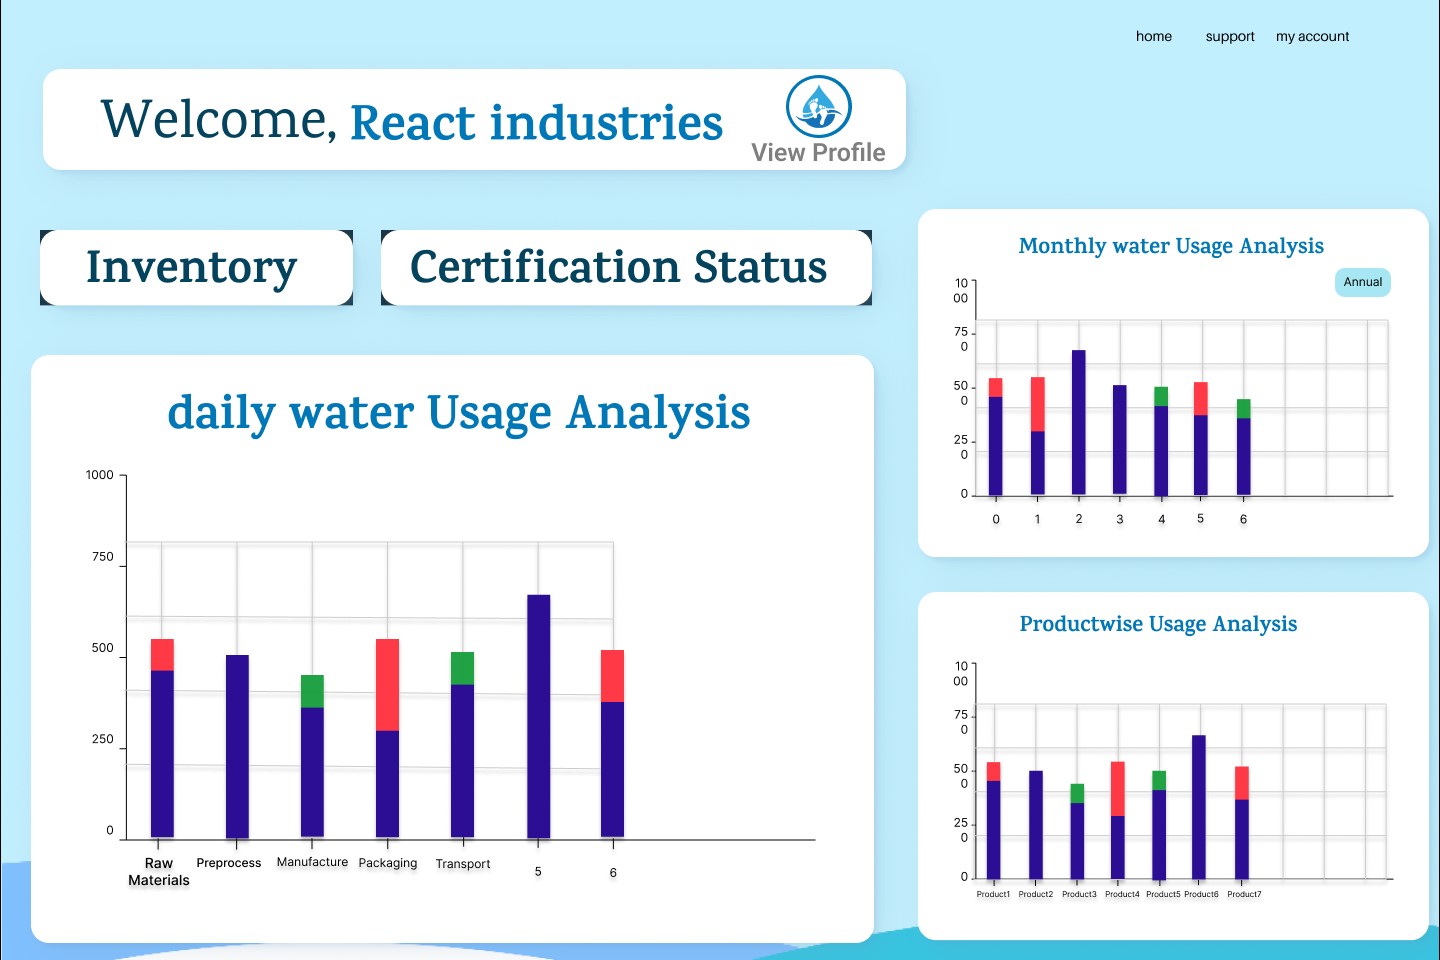 home support my account
Welcome, React industries
View Profile
Inventory
Certification Status
daily water Usage Analysis
1000
750
500
250
0
Raw
Materials
Preprocess
Manufacture
Packaging
Transport
5
6
Monthly water Usage Analysis
Annual
10
00
75
0
50
0
25
0
0
0 1 2 3 4 5 6
Productwise Usage Analysis
10
00
75
0
50
0
25
0
0
Product1 Product2 Product3 Product4 Product5 Product6 Product7